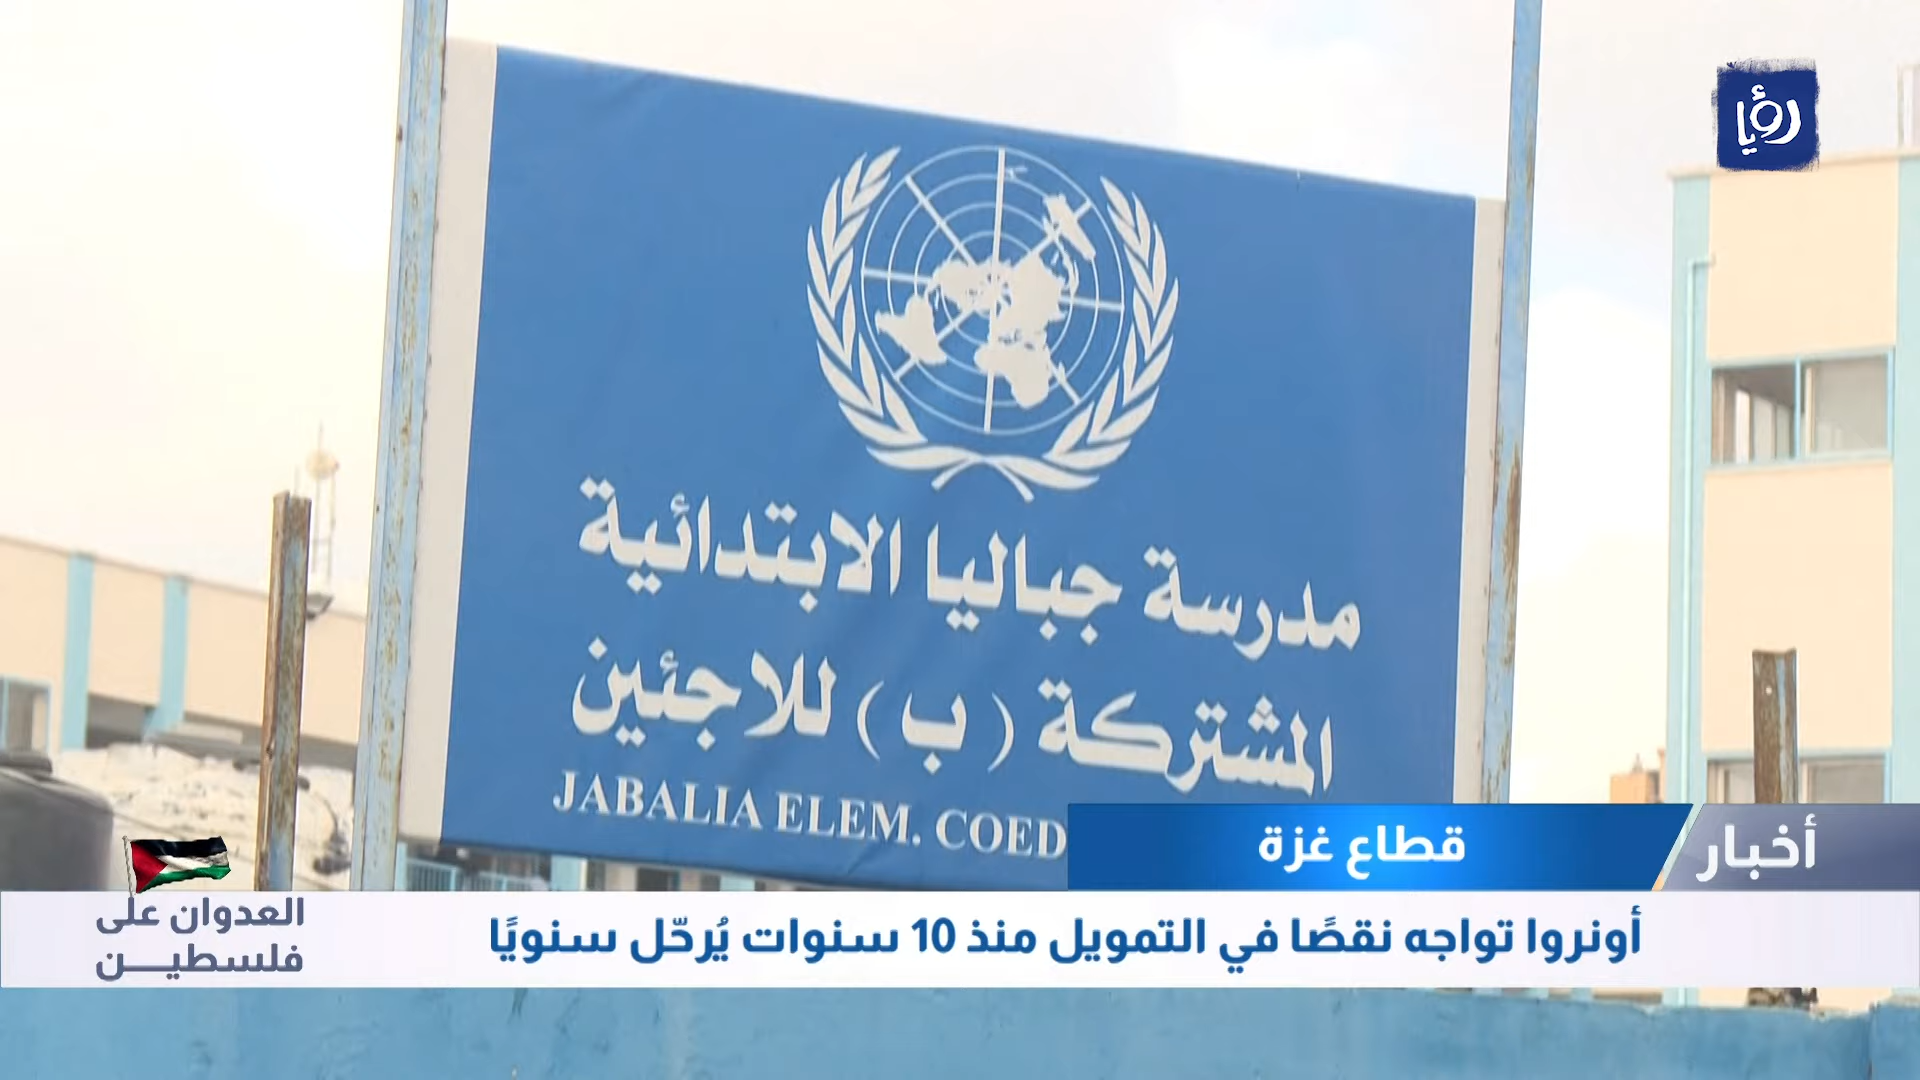 رؤيا
مدرسة جباليا الابتدائية
المشتركة ( ب ) للاجئين
JABALIA ELEM. COED
أخبار
قطاع غزة
أونروا تواجه نقصًا في التمويل منذ 10 سنوات يُرحّل سنويًا
العدوان على
فلسطيــــن